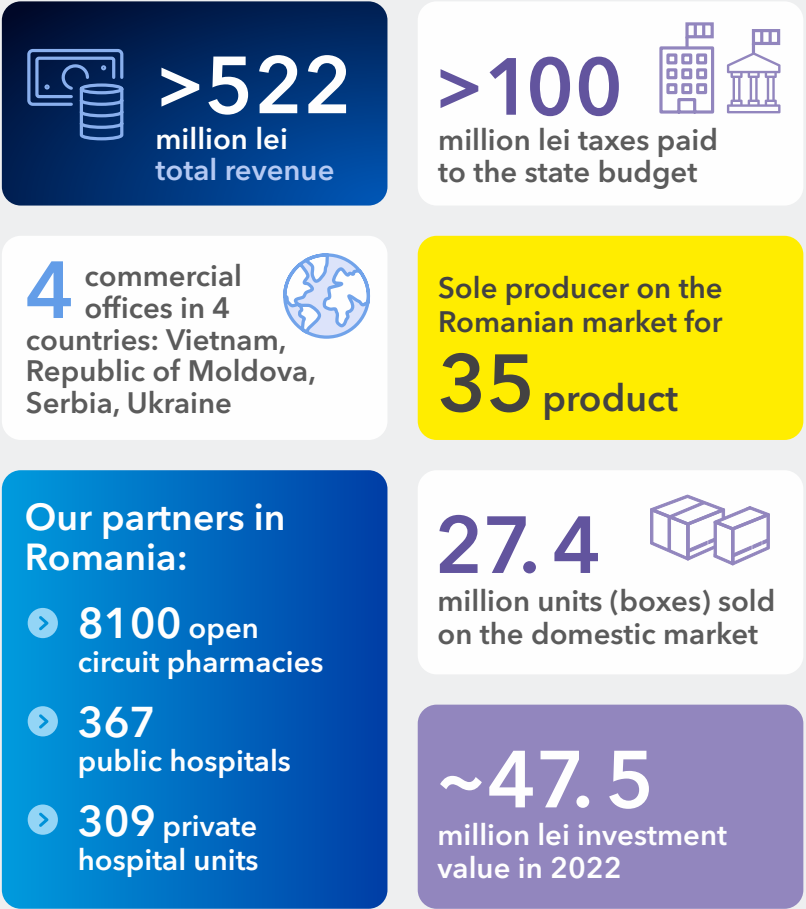 >522
million lei
total revenue
>100
million lei taxes paid
to the state budget
4 commercial
offices in 4
countries: Vietnam,
Republic of Moldova,
Serbia, Ukraine
Sole producer on the
Romanian market for
35 product
Our partners in
Romania:
8100 open
circuit pharmacies
367
public hospitals
309 private
hospital units
27.4
million units (boxes) sold
on the domestic market
~47.5
million lei investment
value in 2022